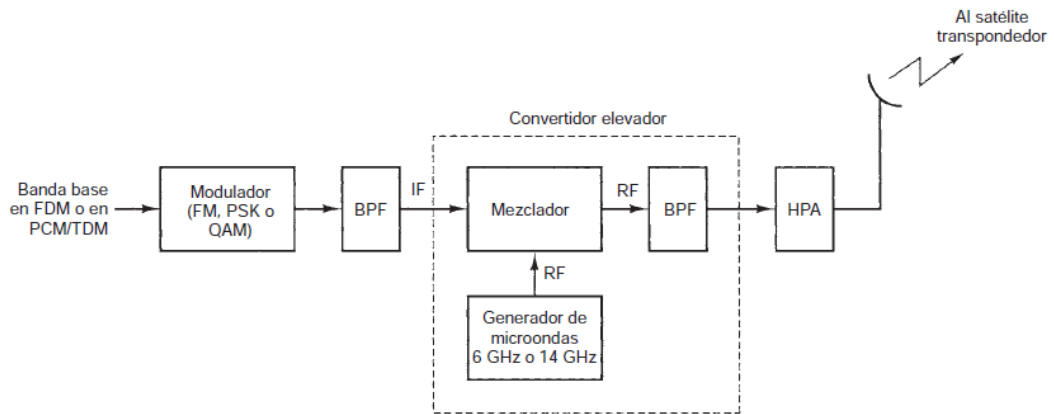 Al satélite
transpondedor
Convertidor elevador
Banda base
en FDM o en
PCM/TDM
Modulador
(FM, PSK o
QAM)
BPF
IF
Mezclador
RF
BPF
HPA
RF
Generador de
microondas
6 GHz o 14 GHz